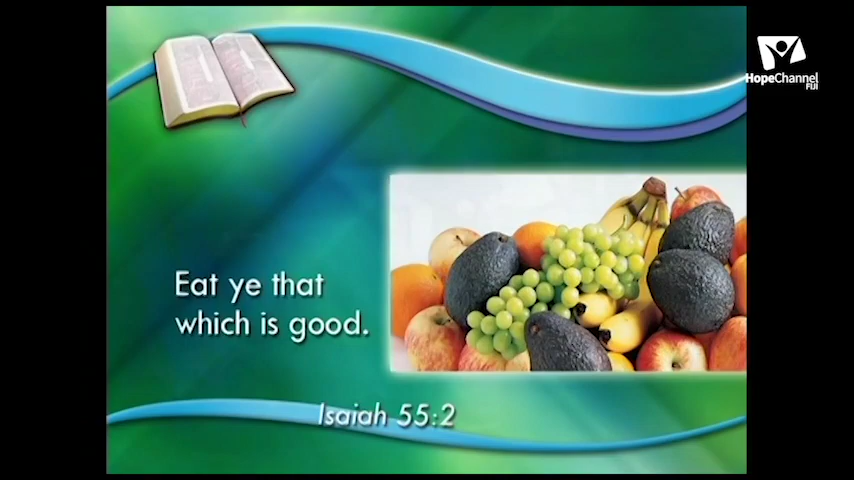 HopeChannel
FIJI
Eat ye that
which is good.
Isaiah 55:2